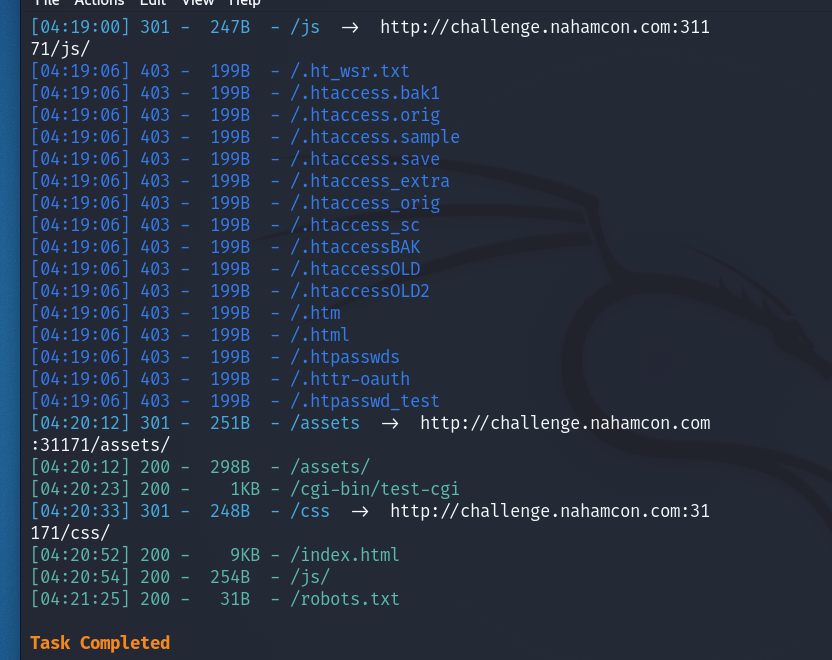 File Actions Edit View Help
[04:19:00] 301 -  247B  - /js  ->  http://challenge.nahamcon.com:311
71/js/
[04:19:06] 403 -  199B  - /.ht_wsr.txt
[04:19:06] 403 -  199B  - /.htaccess.bak1
[04:19:06] 403 -  199B  - /.htaccess.orig
[04:19:06] 403 -  199B  - /.htaccess.sample
[04:19:06] 403 -  199B  - /.htaccess.save
[04:19:06] 403 -  199B  - /.htaccess_extra
[04:19:06] 403 -  199B  - /.htaccess_orig
[04:19:06] 403 -  199B  - /.htaccess_sc
[04:19:06] 403 -  199B  - /.htaccessBAK
[04:19:06] 403 -  199B  - /.htaccessOLD
[04:19:06] 403 -  199B  - /.htaccessOLD2
[04:19:06] 403 -  199B  - /.htm
[04:19:06] 403 -  199B  - /.html
[04:19:06] 403 -  199B  - /.htpasswds
[04:19:06] 403 -  199B  - /.httr-oauth
[04:19:06] 403 -  199B  - /.htpasswd_test
[04:20:12] 301 -  251B  - /assets  ->  http://challenge.nahamcon.com
:31171/assets/
[04:20:12] 200 -  298B  - /assets/
[04:20:23] 200 -    1KB - /cgi-bin/test-cgi
[04:20:33] 301 -  248B  - /css  ->  http://challenge.nahamcon.com:31
171/css/
[04:20:52] 200 -    9KB - /index.html
[04:20:54] 200 -  254B  - /js/
[04:21:25] 200 -   31B  - /robots.txt
Task Completed